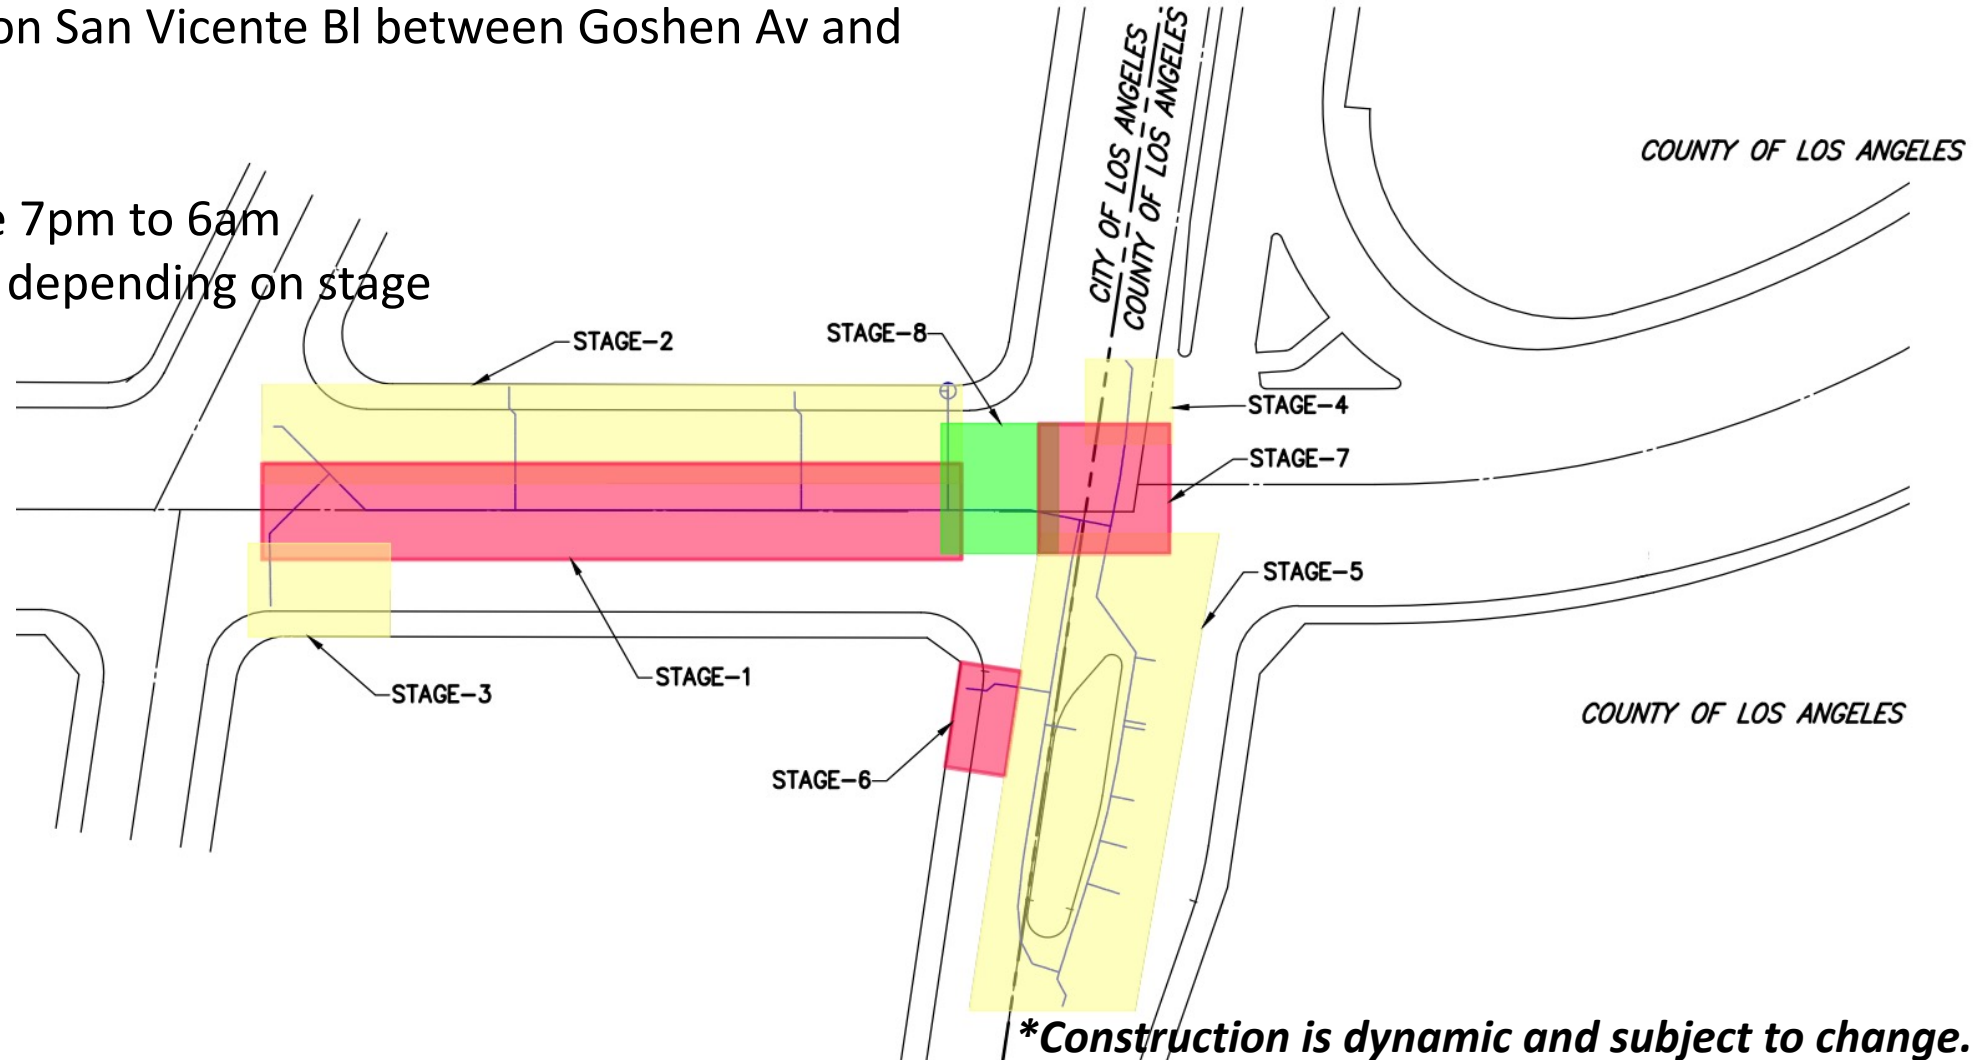 on San Vicente Bl between Goshen Av and
e 7pm to 6am
depending on stage
CITY OF LOS ANGELES
COUNTY OF LOS ANGELES
COUNTY OF LOS ANGELES
STAGE-2
STAGE-8
STAGE-4
STAGE-7
STAGE-5
STAGE-1
STAGE-3
COUNTY OF LOS ANGELES
STAGE-6
*Construction is dynamic and subject to change.